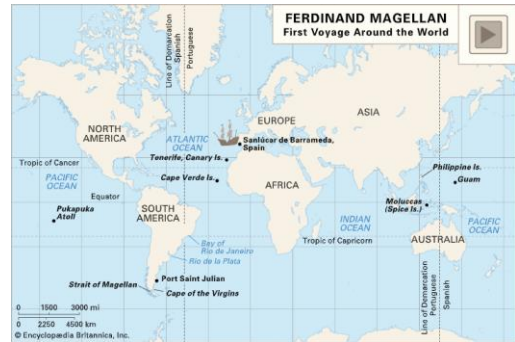 FERDINAND MAGELLAN
First Voyage Around the World
Line of Domarcation
Spanish
Portuguese
NORTH
AMERICA
EUROPE
ASIA
ATLANTIC
OCEAN
Sanlúcar de Barrameda,
Spain
Tenerife, Canary Is.
Tropic of Cancer
Philippine Is.
PACIFIC
OCEAN
Cape Verde Is.
AFRICA
Guam
Equator
Pukapuka
Atoll
SOUTH
AMERICA
Moluccas
(Spice Is.)
INDIAN
OCEAN
PACIFIC
OCEAN
Tropic of Capricorn
AUSTRALIA
Bay of
Rio de Janeiro
Río de la Plata
Port Saint Julian
Strait of Magellan
Cape of the Virgins
Line of Domarcation
Portuguese
Spanish
0 1500 3000 mi
0 2250 4500 km
© Encyclopædia Britannica, Inc.